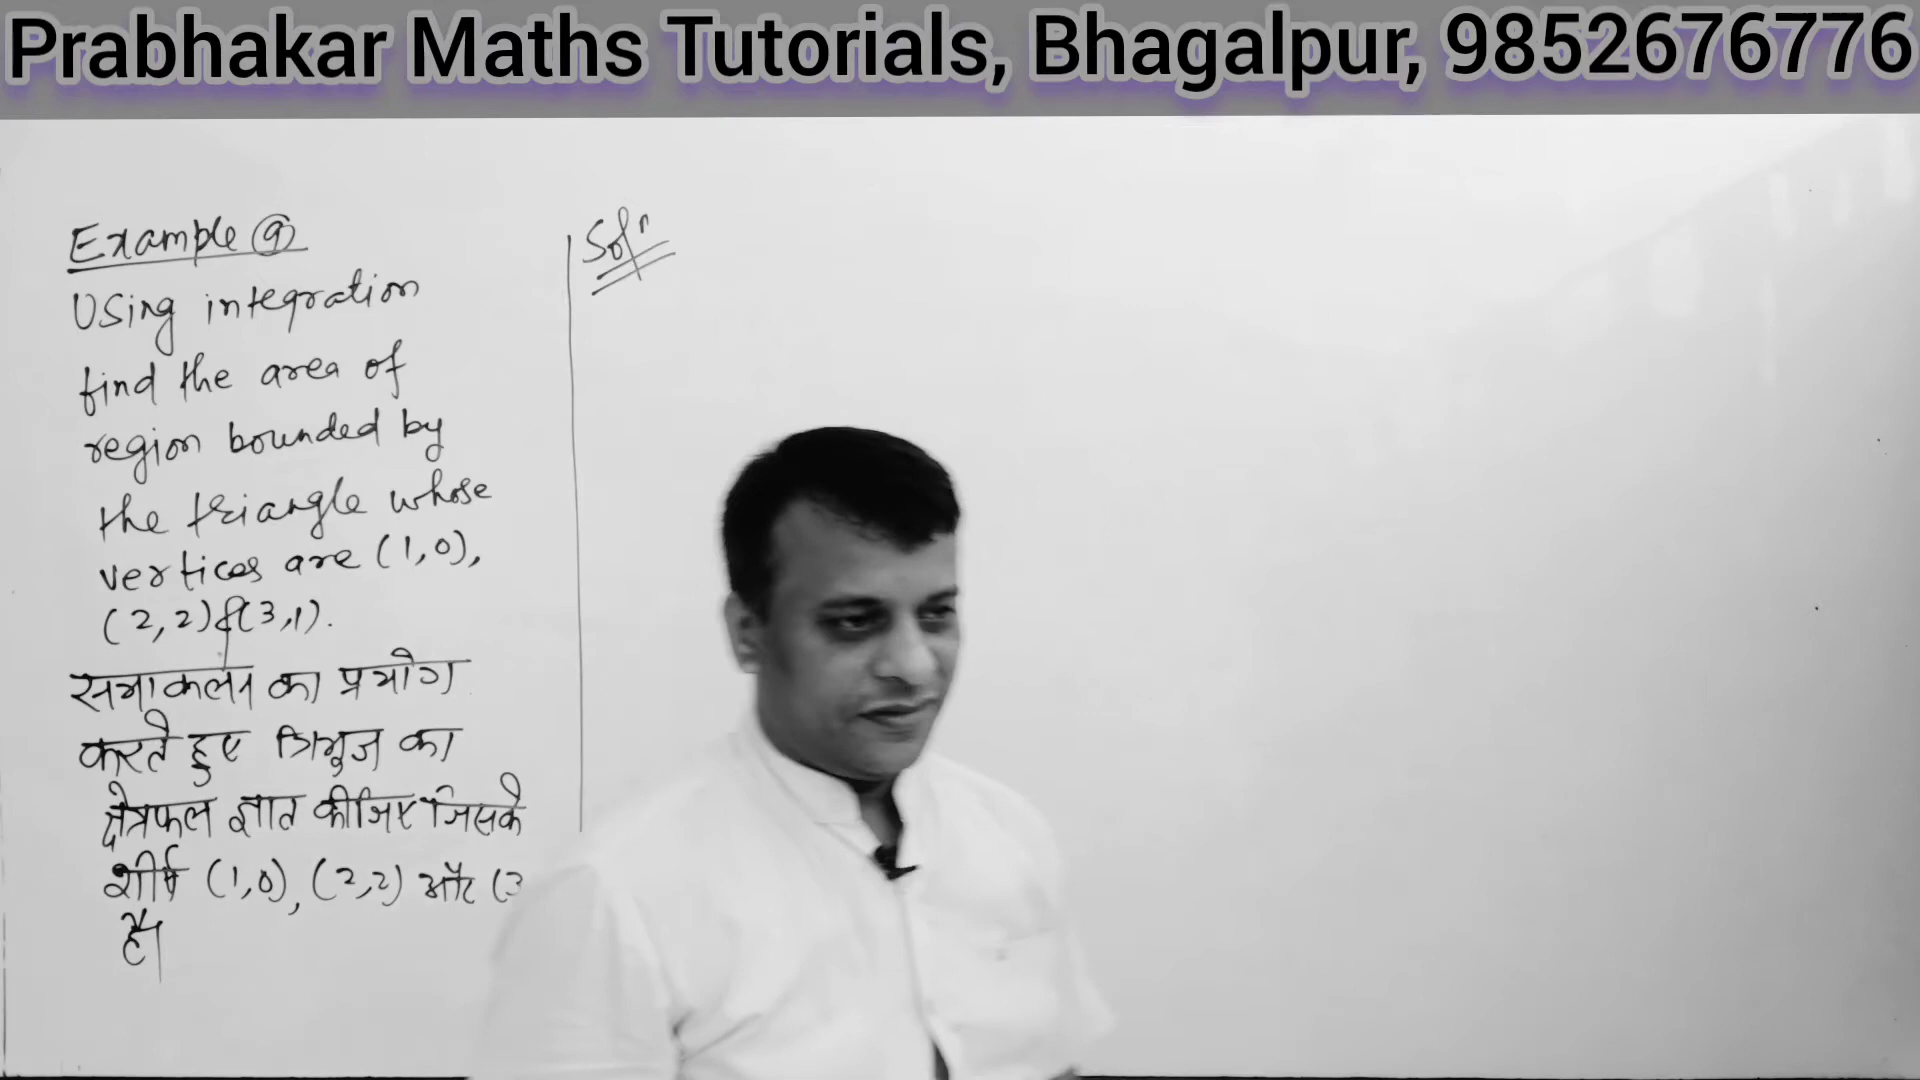 Prabhakar Maths Tutorials, Bhagalpur, 9852676776
Example 9
Using integration
find the area of
region bounded by
the triangle whose
vertices are (1,0),
(2,2) & (3,1).
समाकलन का प्रयोग
करते हुए त्रिभुज का
क्षेत्रफल ज्ञात कीजिए जिसके
शीर्ष (1,0), (2,2) और (3
हैं।
Soln